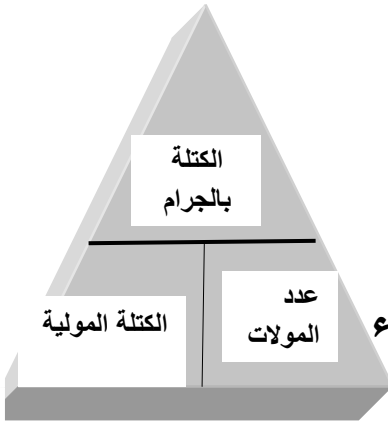 الكتلة
بالجرام
عدد
المولات
الكتلة المولية
ء